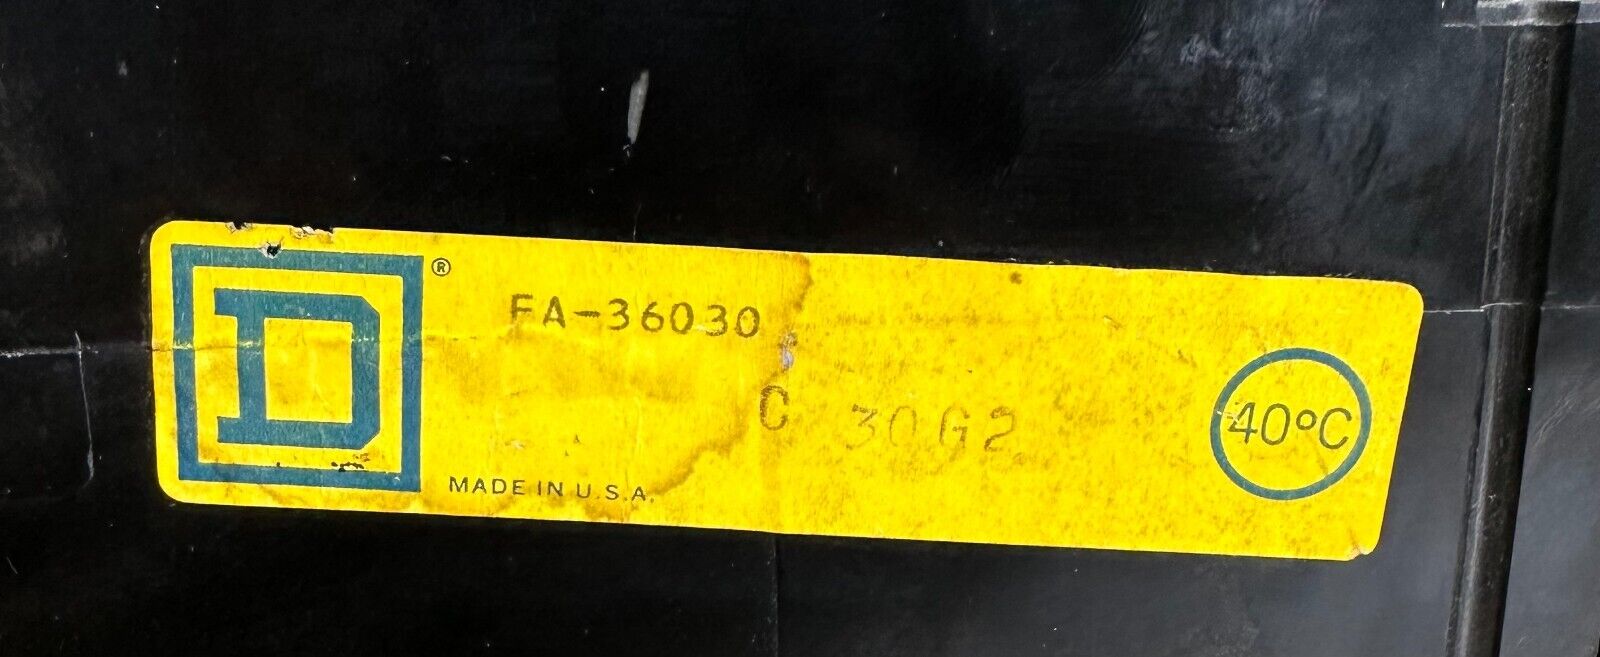 D ®
FA-36030
C 30G2
40°C
MADE IN U.S.A.